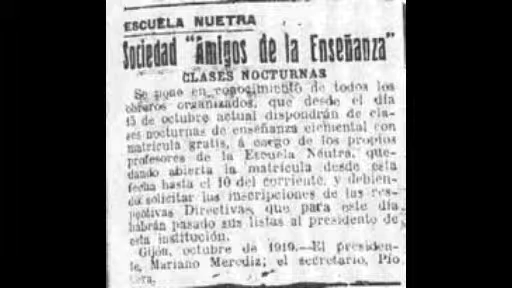 ESCUELA NUETRA
Sociedad "Amigos de la Enseñanza"
CLASES NOCTURNAS
Se pone en conocimiento de todos los
obreros organizados, que desde el día
15 de octubre actual dispondrán de cla-
ses nocturnas de enseñanza elemental con
matrícula gratis, á cargo de los propios
profesores de la Escuela Neutra, que-
dando abierta la matrícula desde esta
fecha hasta el 10 del corriente, y debien-
do solicitar las inscripciones de las res-
pectivas Directivas, que para este día
habrán pasado sus listas al presidente de
esta institución.
Gijón, octubre de 1919.—El presiden-
te, Mariano Merediz; el secretario, Pío